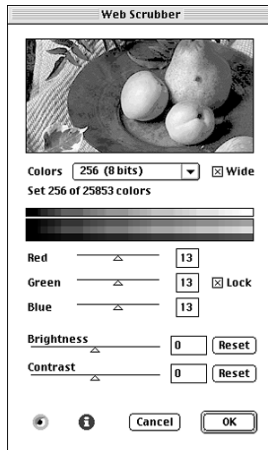 Web Scrubber
Colors 256 (8 bits) Wide
Set 256 of 25853 colors
Red 13
Green 13 Lock
Blue 13
Brightness 0 Reset
Contrast 0 Reset
Cancel OK